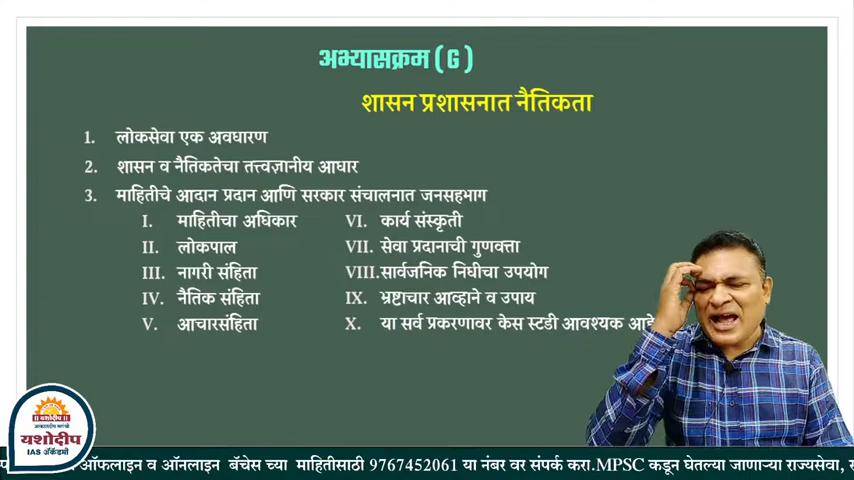 अभ्यासक्रम ( G )
शासन प्रशासनात नैतिकता
1. लोकसेवा एक अवधारण
2. शासन व नैतिकतेचा तत्त्वज्ञानीय आधार
3. माहितीचे आदान प्रदान आणि सरकार संचालनात जनसहभाग
I. माहितीचा अधिकार
II. लोकपाल
III. नागरी संहिता
IV. नैतिक संहिता
V. आचारसंहिता
VI. कार्य संस्कृती
VII. सेवा प्रदानाची गुणवत्ता
VIII. सार्वजनिक निधीचा उपयोग
IX. भ्रष्टाचार आव्हाने व उपाय
X. या सर्व प्रकरणावर केस स्टडी आवश्यक आहे
|| यशोदीप ||
यशोदीप
IAS अ‍ॅकॅडमी
ऑफलाइन व ऑनलाइन बॅचेस च्या माहितीसाठी 9767452061 या नंबर वर संपर्क करा.MPSC कडून घेतल्या जाणाऱ्या राज्यसेवा,